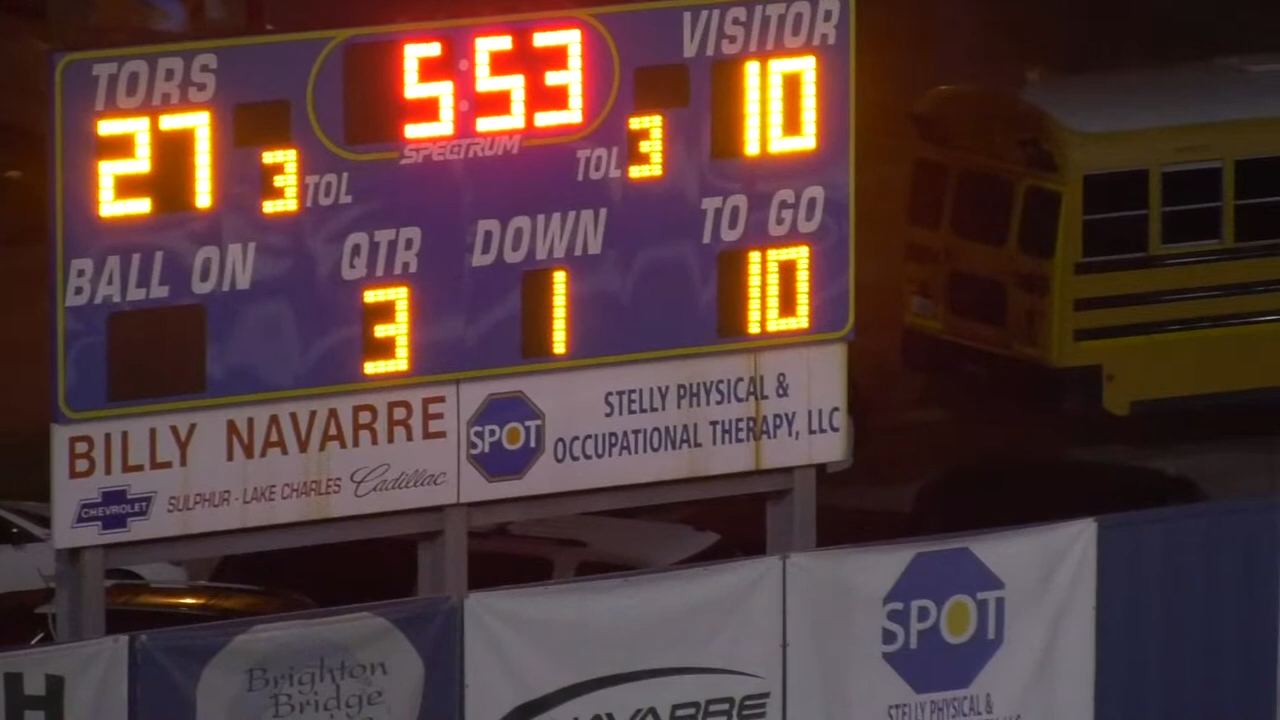 TORS 5:53 VISITOR
27 3 TOL SPECTRUM TOL 3 10
BALL ON QTR DOWN TO GO
3 1 10
BILLY NAVARRE
CHEVROLET SULPHUR - LAKE CHARLES Cadillac
SPOT
STELLY PHYSICAL &
OCCUPATIONAL THERAPY, LLC
H
Brighton
Bridge
NAVARRE
SPOT
STELLY PHYSICAL &